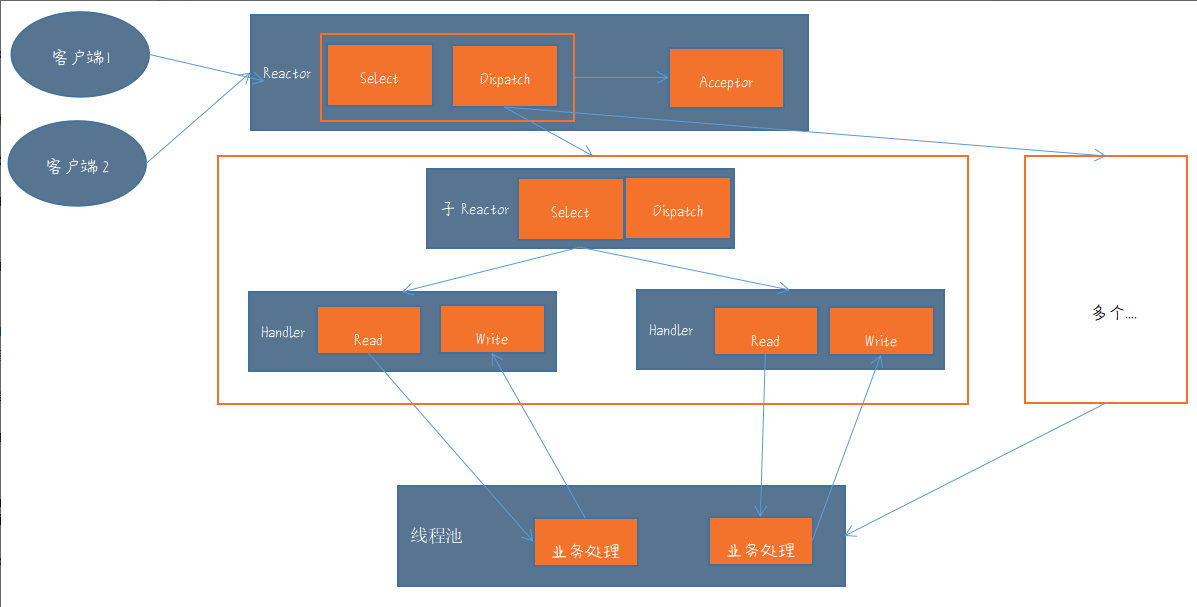 客户端1
Reactor
Select
Dispatch
Acceptor
客户端2
子 Reactor
Select
Dispatch
Handler
Read
Write
Handler
Read
Write
多个....
线程池
业务处理
业务处理